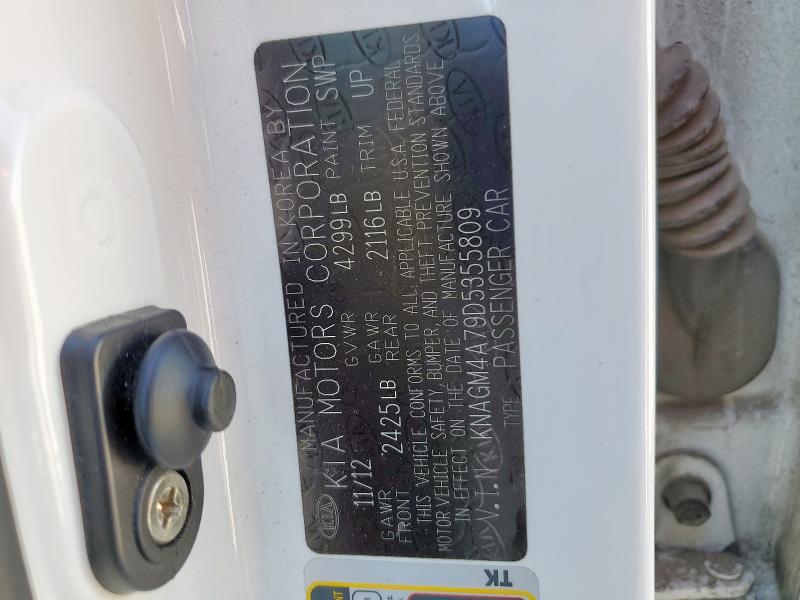 MANUFACTURED IN KOREA BY
KIA KIA MOTORS CORPORATION
11/12 GVWR 4299LB PAINT SWP
GAWR FRONT 2425LB GAWR REAR 2116LB TRIM UP
THIS VEHICLE CONFORMS TO ALL APPLICABLE USA. FEDERAL
MOTOR VEHICLE SAFETY, BUMPER, AND THEFT PREVENTION STANDARDS
IN EFFECT ON THE DATE OF MANUFACTURE SHOWN ABOVE
V.I.N KNAGM4A79D5355809
TYPE PASSENGER CAR
TK